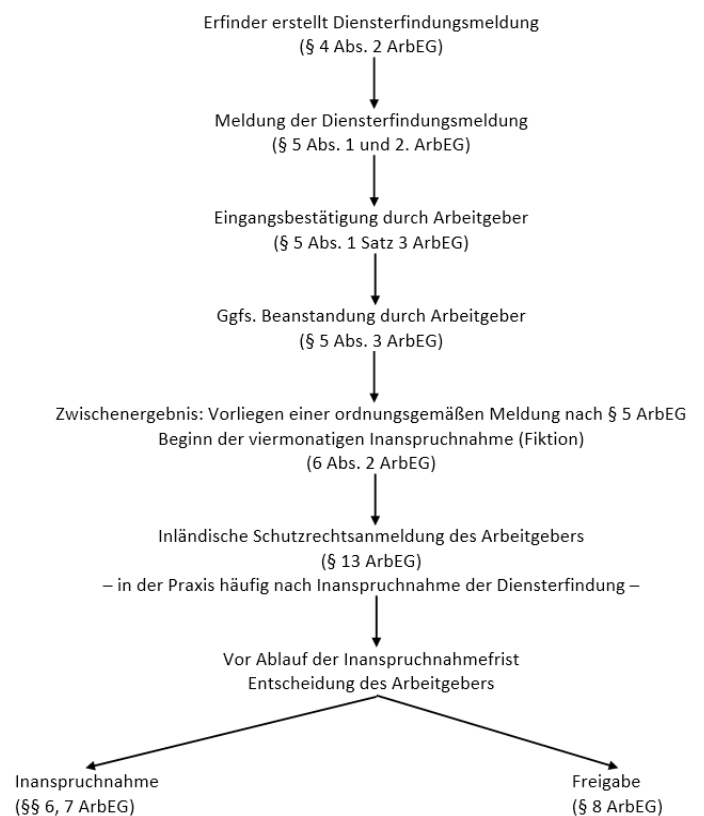 Erfinder erstellt Diensterfindungsmeldung
(§ 4 Abs. 2 ArbEG)
Meldung der Diensterfindungsmeldung
(§ 5 Abs. 1 und 2. ArbEG)
Eingangsbestätigung durch Arbeitgeber
(§ 5 Abs. 1 Satz 3 ArbEG)
Ggfs. Beanstandung durch Arbeitgeber
(§ 5 Abs. 3 ArbEG)
Zwischenergebnis: Vorliegen einer ordnungsgemäßen Meldung nach § 5 ArbEG
Beginn der viermonatigen Inanspruchnahme (Fiktion)
(6 Abs. 2 ArbEG)
Inländische Schutzrechtsanmeldung des Arbeitgebers
(§ 13 ArbEG)
– in der Praxis häufig nach Inanspruchnahme der Diensterfindung –
Vor Ablauf der Inanspruchnahmefrist
Entscheidung des Arbeitgebers
Inanspruchnahme
(§§ 6, 7 ArbEG)
Freigabe
(§ 8 ArbEG)